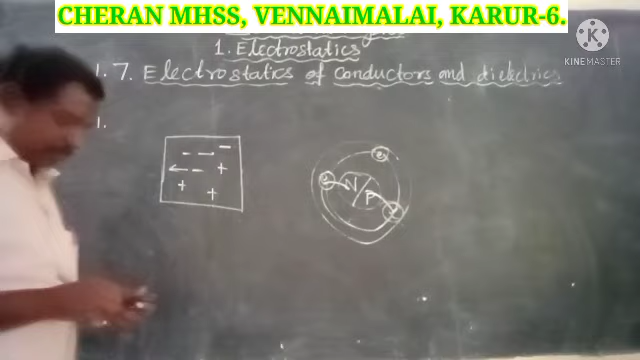 CHERAN MHSS, VENNAIMALAI, KARUR-6.
1. Electrostatics
K
KINEMASTER
1.7. Electrostatics of conductors and dielectrics
1.
- - -
← - +
+ +
e
N P